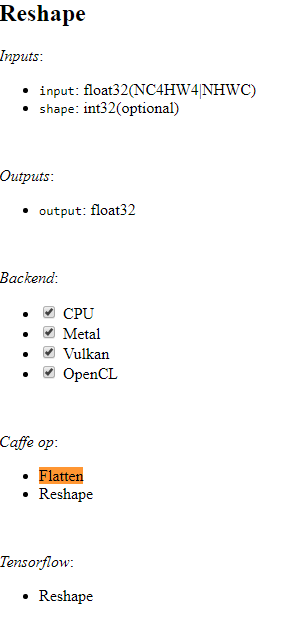 Reshape
Inputs:
input: float32(NC4HW4|NHWC)
shape: int32(optional)
Outputs:
output: float32
Backend:
CPU
Metal
Vulkan
OpenCL
Caffe op:
Flatten
Reshape
Tensorflow:
Reshape